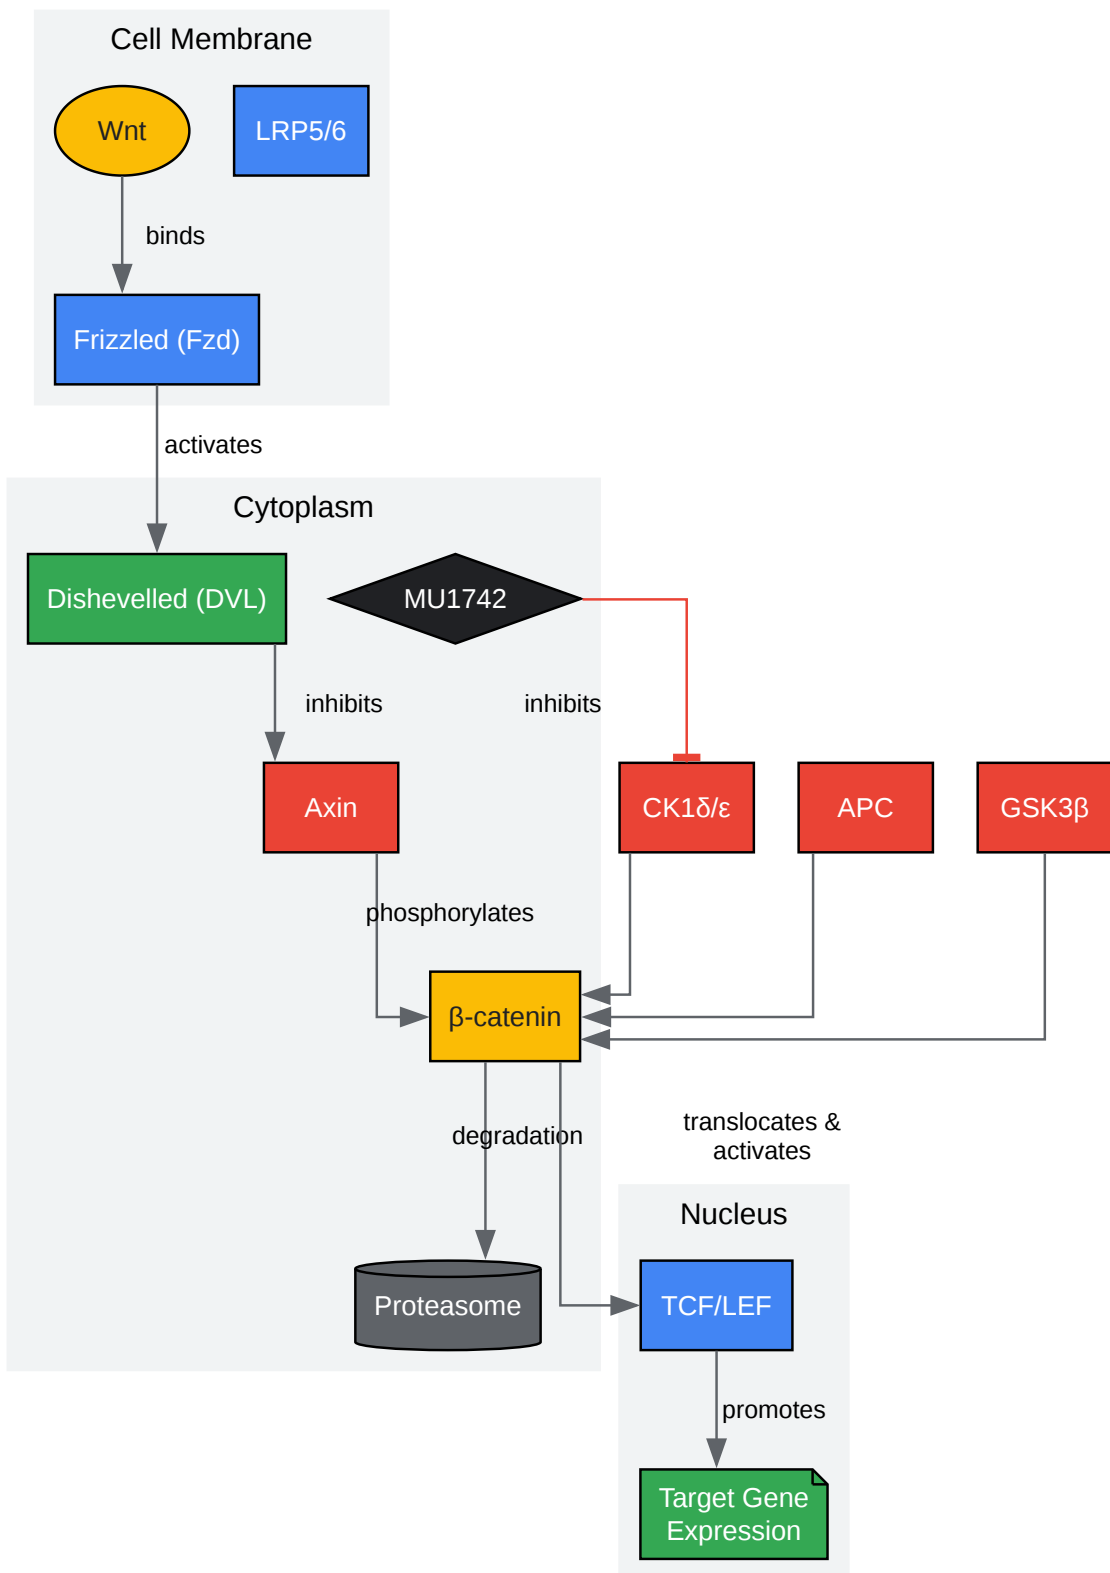 Cell Membrane
Wnt
LRP5/6
binds
Frizzled (Fzd)
activates
Cytoplasm
Dishevelled (DVL)
MU1742
inhibits
inhibits
Axin
CK1δ/ε
APC
GSK3β
phosphorylates
β-catenin
degradation
translocates &
activates
Nucleus
Proteasome
TCF/LEF
promotes
Target Gene
Expression